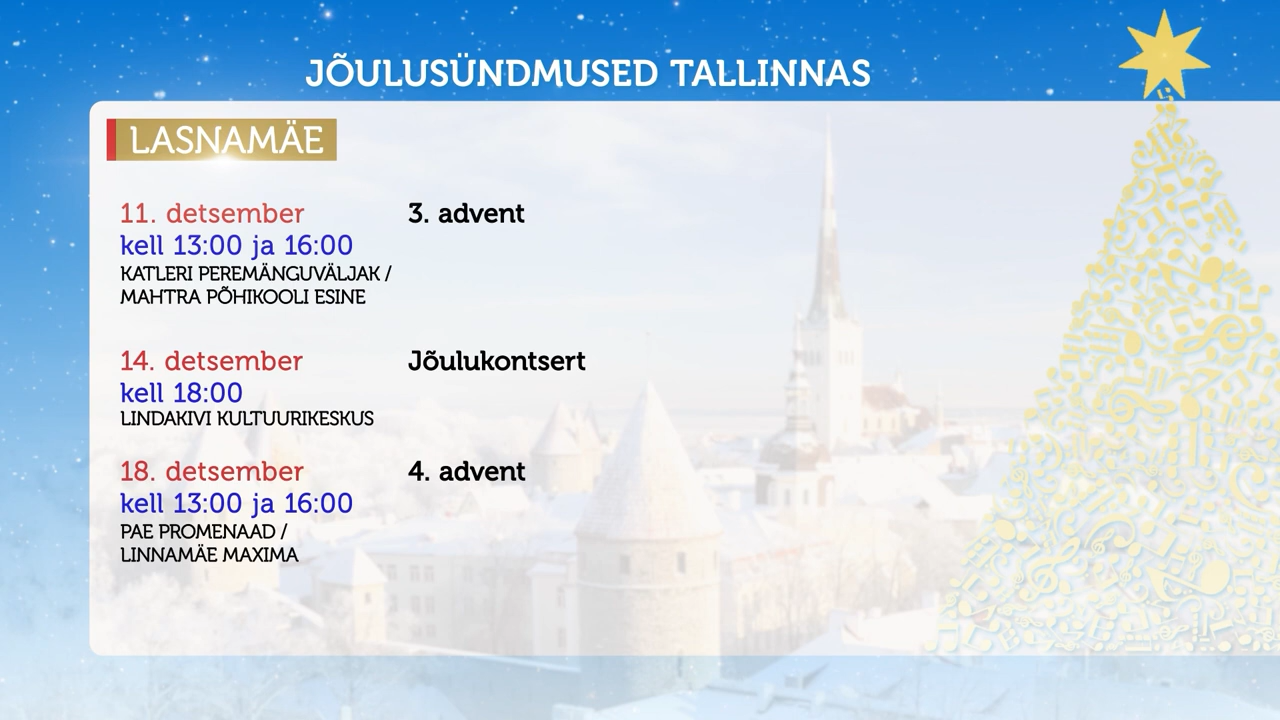 JÕULUSÜNDMUSED TALLINNAS
LASNAMÄE
11. detsember
3. advent
kell 13:00 ja 16:00
KATLERI PEREMÄNGUVÄLJAK /
MAHTRA PÕHIKOOLI ESINE
14. detsember
Jõulukontsert
kell 18:00
LINDAKIVI KULTUURIKESKUS
18. detsember
4. advent
kell 13:00 ja 16:00
PAE PROMENAAD /
LINNAMÄE MAXIMA